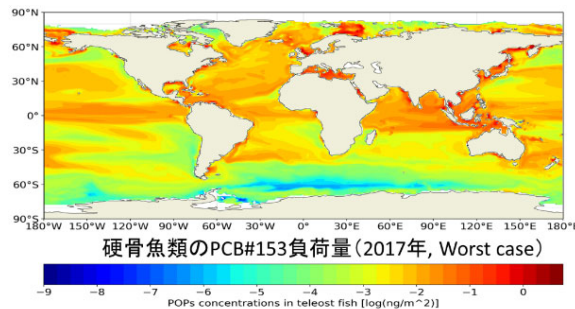 90°N
60°N
30°N
0°
30°S
60°S
90°S
180°W 150°W 120°W 90°W 60°W 30°W 0° 30°E 60°E 90°E 120°E 150°E 180°E
硬骨魚類のPCB#153負荷量(2017年, Worst case)
−9 −8 −7 −6 −5 −4 −3 −2 −1 0
POPs concentrations in teleost fish [log(ng/m^2)]